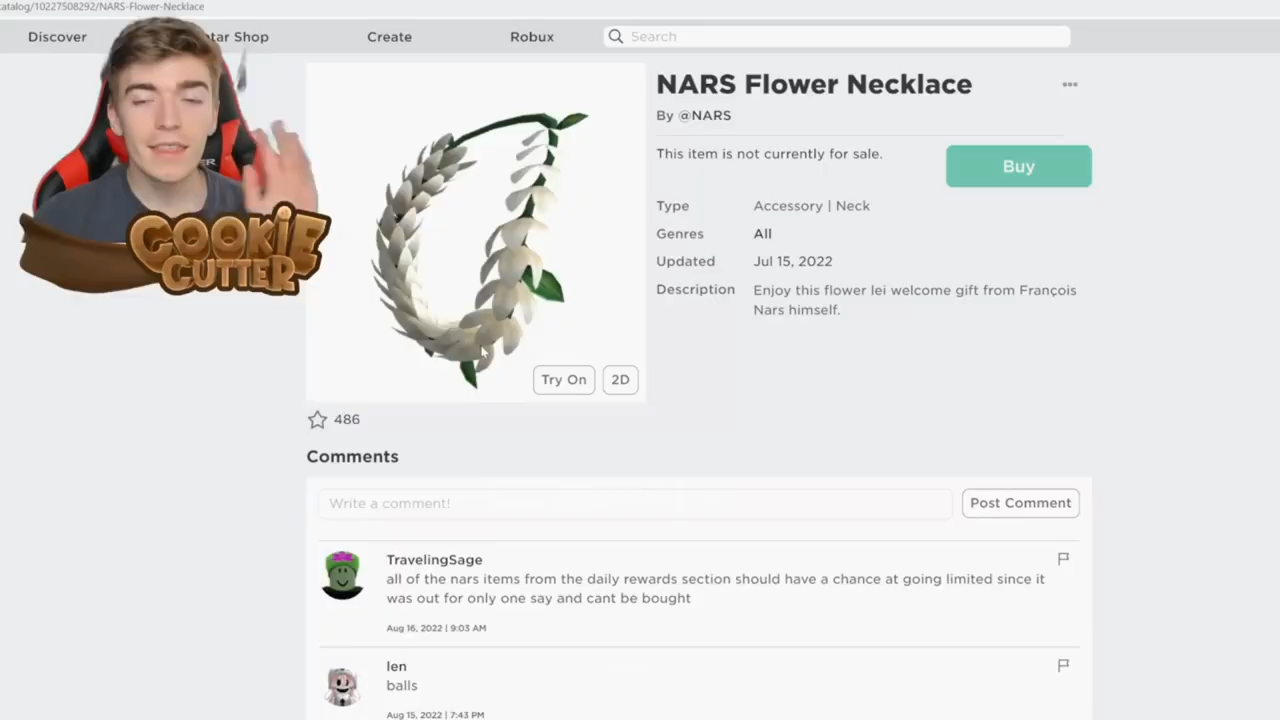 catalog/10227508292/NARS-Flower-Necklace
Discover
tar Shop
Create
Robux
Search
NARS Flower Necklace
By @NARS
This item is not currently for sale.
Buy
Type Accessory | Neck
Genres All
Updated Jul 15, 2022
Description Enjoy this flower lei welcome gift from François
Nars himself.
COOKIE
CUTTER
Try On
2D
486
Comments
Write a comment!
Post Comment
TravelingSage
all of the nars items from the daily rewards section should have a chance at going limited since it
was out for only one say and cant be bought
Aug 16, 2022 | 9:03 AM
len
balls
Aug 15, 2022 | 7:43 PM